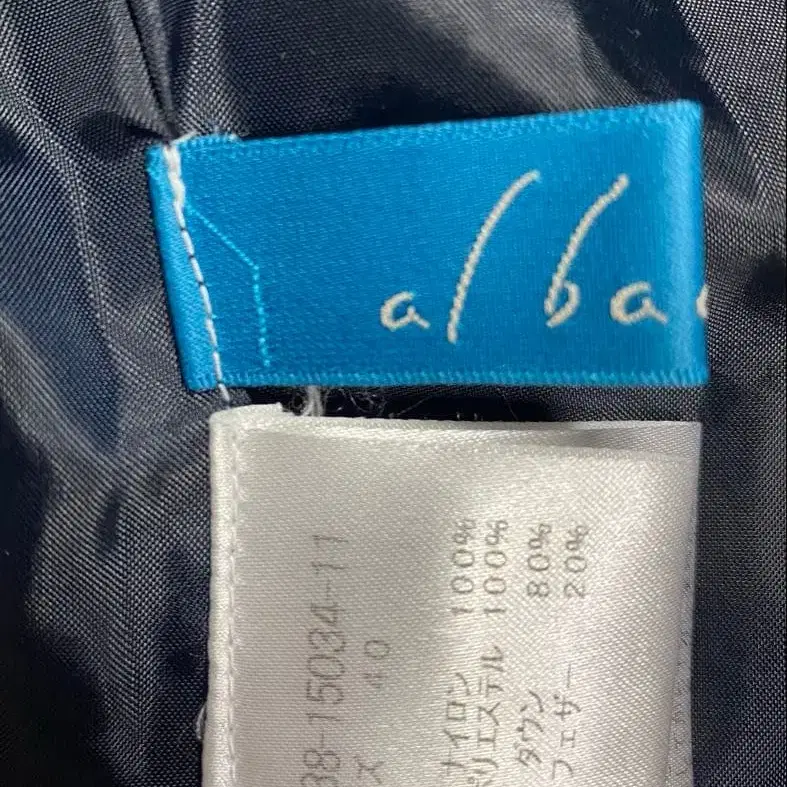 alba
38-15034-11
ズ 40
ナイロン 100%
ポリエステル 100%
ダウン 80%
フェザー 20%